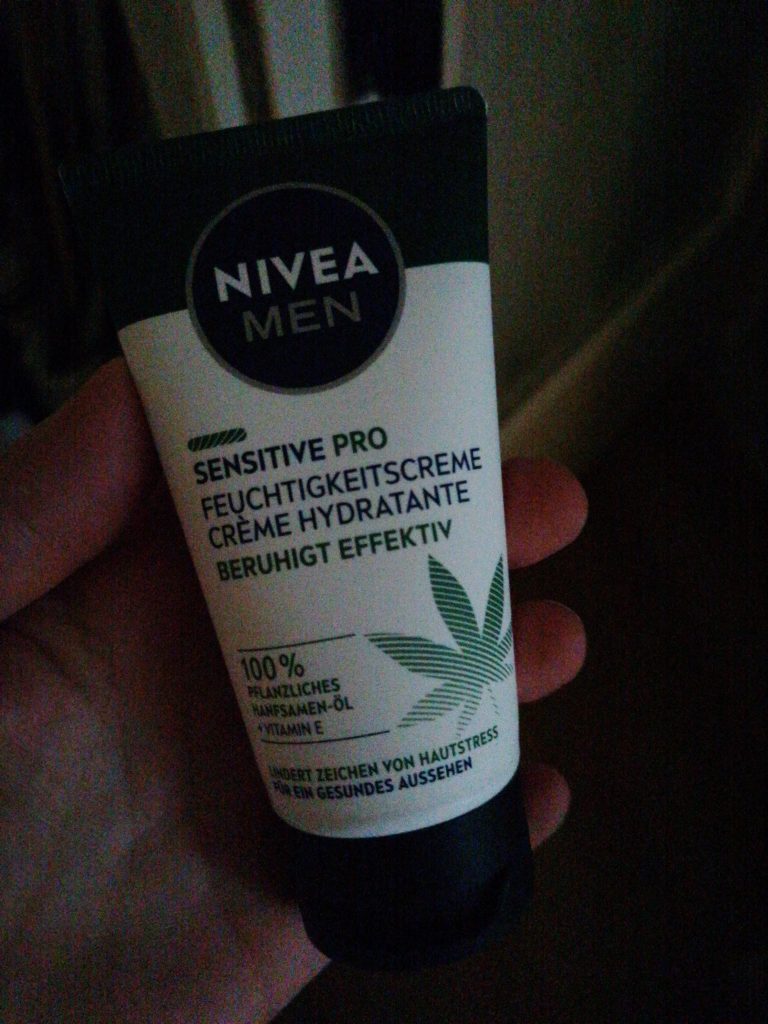 NIVEA
MEN
SENSITIVE PRO
FEUCHTIGKEITSCREME
CRÈME HYDRATANTE
BERUHIGT EFFEKTIV
100%
PFLANZLICHES
HANFSAMEN-ÖL
+ VITAMIN E
LINDERT ZEICHEN VON HAUTSTRESS
FÜR EIN GESUNDES AUSSEHEN